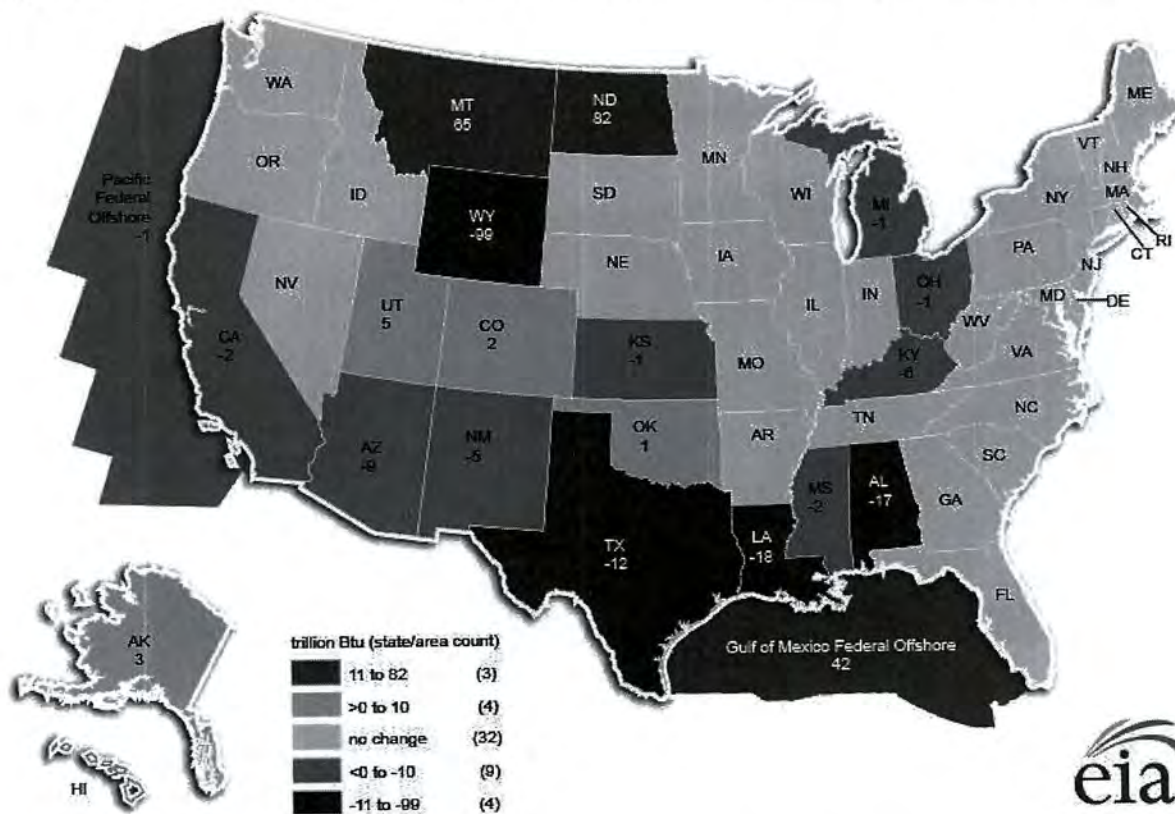 WA
MT
65
ND
82
ME
VT
NH
OR
MN
ID
Pacific
Federal
Offshore
-1
SD
WI
MI
-1
NY
MA
RI
CT
WY
-99
IA
PA
NE
NJ
NV
OH
-1
MD
DE
UT
5
CO
2
IL
IN
WV
VA
CA
-2
KS
-1
MO
KY
-6
NC
TN
AZ
-9
NM
-5
OK
1
AR
SC
MS
-2
AL
-17
GA
TX
-12
LA
-18
FL
Gulf of Mexico Federal Offshore
42
AK
3
HI
trillion Btu (state/area count)
11 to 82 (3)
>0 to 10 (4)
no change (32)
<0 to -10 (9)
-11 to -99 (4)
eia